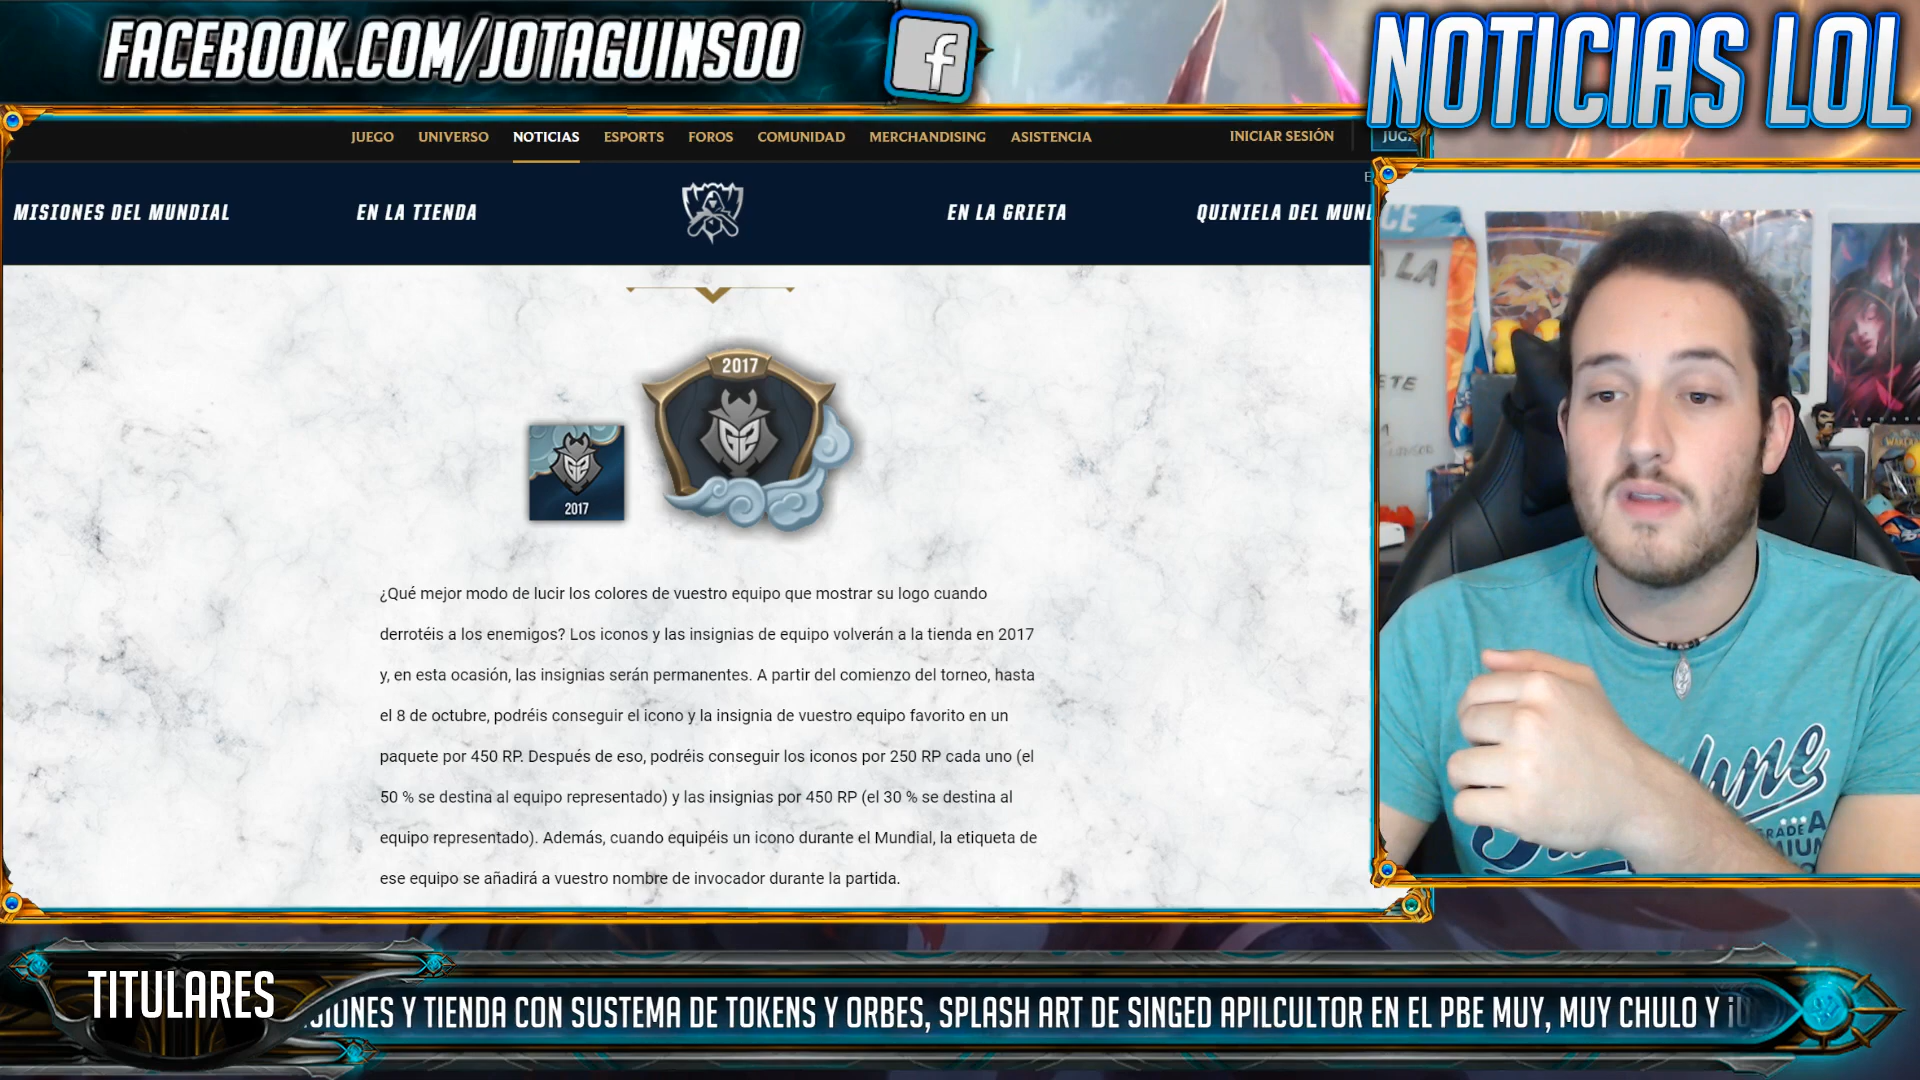 FACEBOOK.COM/JOTAGUINSOO
NOTICIAS LOL
JUEGO UNIVERSO NOTICIAS ESPORTS FOROS COMUNIDAD MERCHANDISING ASISTENCIA INICIAR SESIÓN
MISIONES DEL MUNDIAL EN LA TIENDA EN LA GRIETA QUINIELA DEL
2017
G2
2017
¿Qué mejor modo de lucir los colores de vuestro equipo que mostrar su logo cuando
derrotéis a los enemigos? Los iconos y las insignias de equipo volverán a la tienda en 2017
y, en esta ocasión, las insignias serán permanentes. A partir del comienzo del torneo, hasta
el 8 de octubre, podréis conseguir el icono y la insignia de vuestro equipo favorito en un
paquete por 450 RP. Después de eso, podréis conseguir los iconos por 250 RP cada uno (el
50 % se destina al equipo representado) y las insignias por 450 RP (el 30 % se destina al
equipo representado). Además, cuando equipéis un icono durante el Mundial, la etiqueta de
ese equipo se añadirá a vuestro nombre de invocador durante la partida.
TITULARES
Y TIENDA CON SUSTEMA DE TOKENS Y ORBES, SPLASH ART DE SINGED APILCULTOR EN EL PBE MUY, MUY CHULO Y